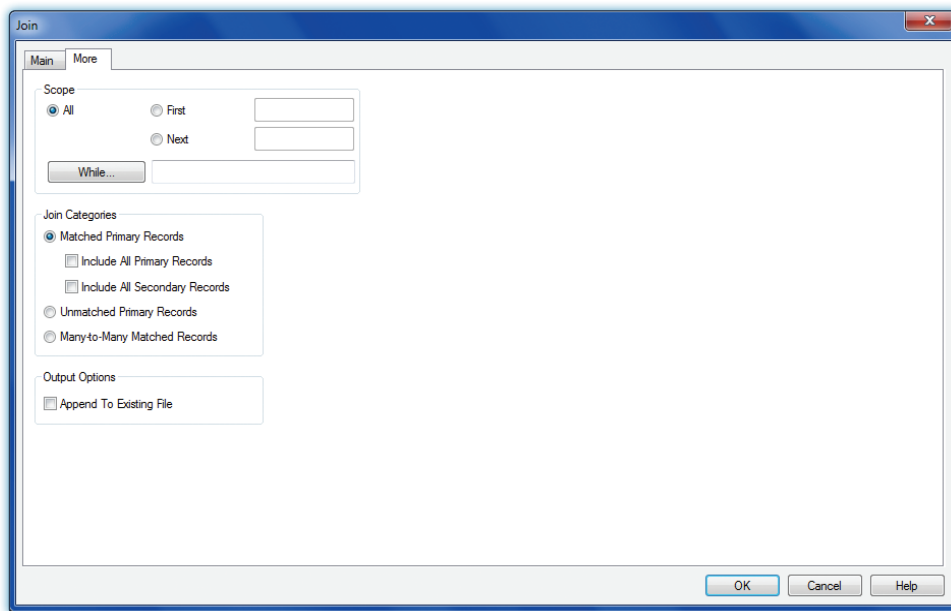 Join
Main More
Scope
All First
Next
While...
Join Categories
Matched Primary Records
Include All Primary Records
Include All Secondary Records
Unmatched Primary Records
Many-to-Many Matched Records
Output Options
Append To Existing File
OK Cancel Help